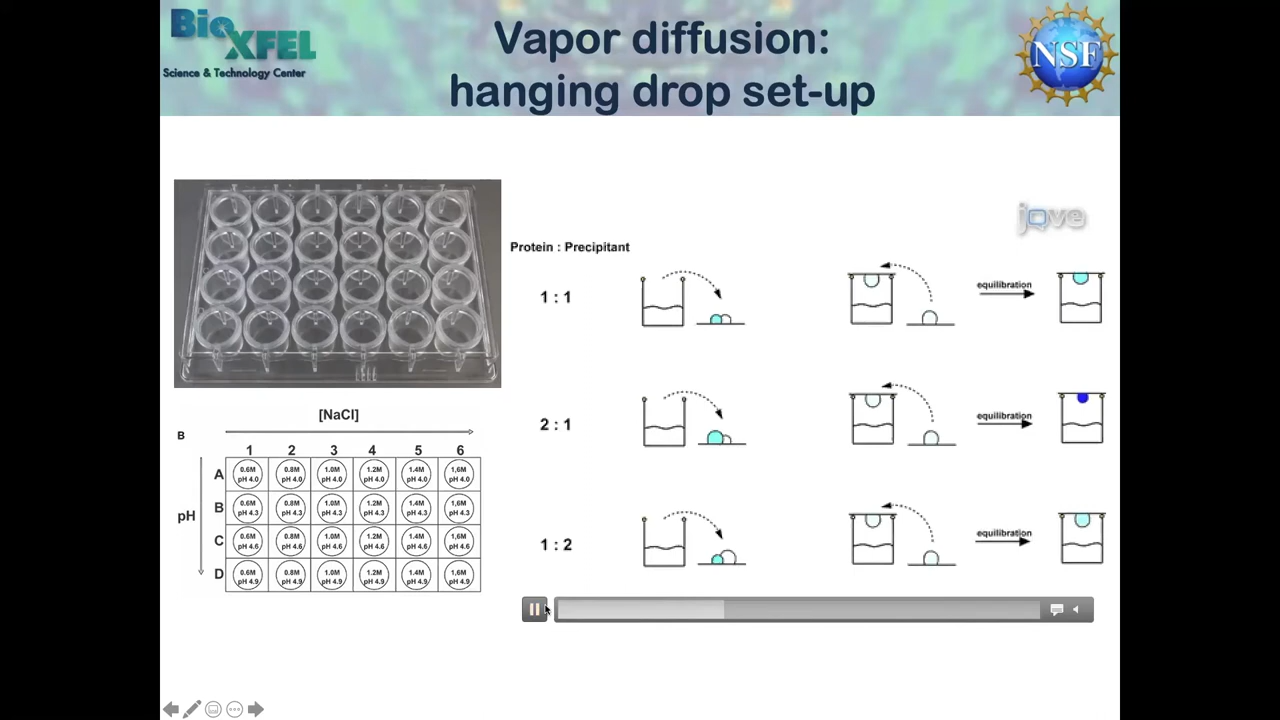 Bio
XFEL
Science & Technology Center
Vapor diffusion:
hanging drop set-up
NSF
jove
Protein : Precipitant
1 : 1
equilibration
2 : 1
equilibration
1 : 2
equilibration
[NaCl]
B
1 2 3 4 5 6
pH
A
0.6M 0.8M 1.0M 1.2M 1.4M 1,6M
pH 4.0 pH 4.0 pH 4.0 pH 4.0 pH 4.0 pH 4.0
B
0.6M 0.8M 1.0M 1.2M 1.4M 1,6M
pH 4.3 pH 4.3 pH 4.3 pH 4.3 pH 4.3 pH 4.3
C
0.6M 0.8M 1.0M 1.2M 1.4M 1,6M
pH 4.6 pH 4.6 pH 4.6 pH 4.6 pH 4.6 pH 4.6
D
0.6M 0.8M 1.0M 1.2M 1.4M 1,6M
pH 4.9 pH 4.9 pH 4.9 pH 4.9 pH 4.9 pH 4.9